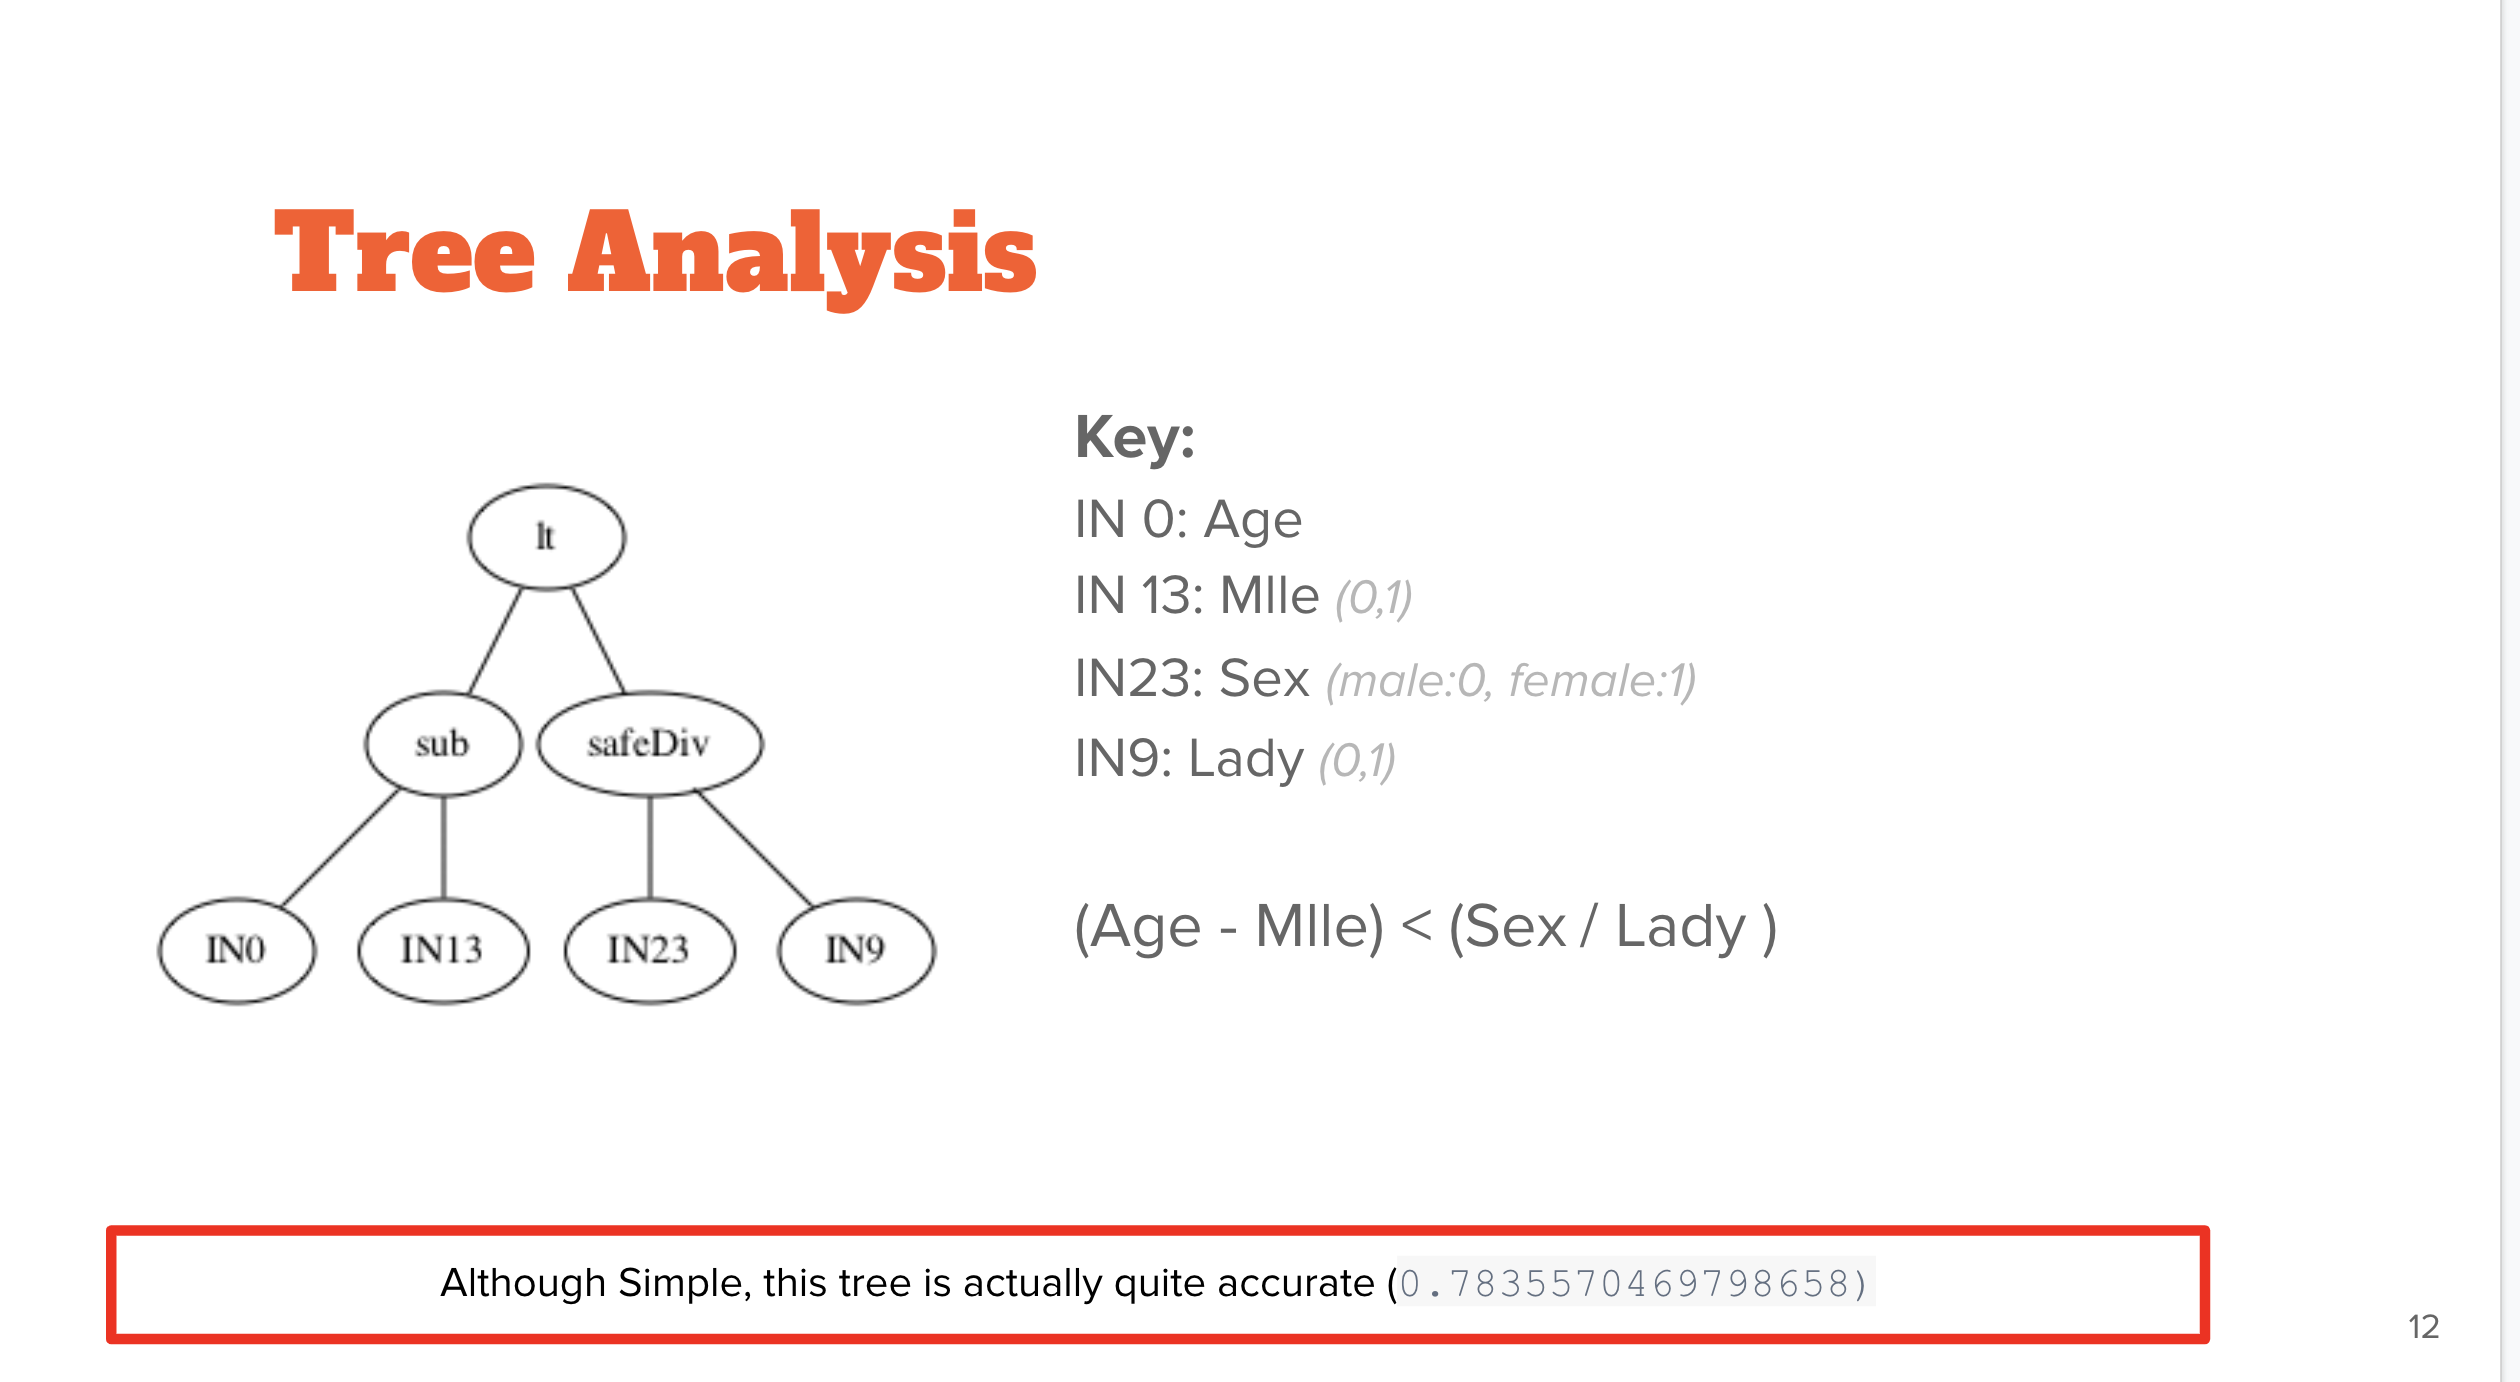 Tree Analysis
lt
sub
safeDiv
IN0
IN13
IN23
IN9
Key:
IN 0: Age
IN 13: Mlle (0,1)
IN23: Sex (male:0, female:1)
IN9: Lady (0,1)
(Age - Mlle) < (Sex / Lady )
Although Simple, this tree is actually quite accurate (0.7835570469798658)
12